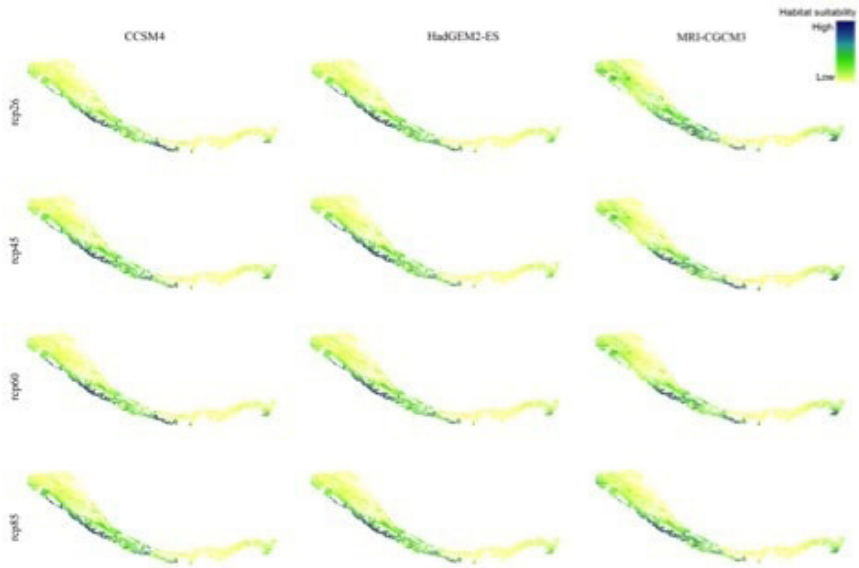 Habitat suitability
High
Low
CCSM4
HadGEM2-ES
MRI-CGCM3
rcp26
rcp45
rcp60
rcp85